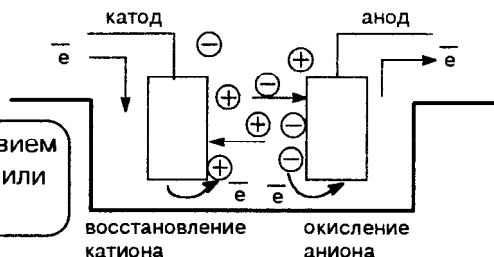 катод
анод
e
e
вием
или
e
e
восстановление
катиона
окисление
аниона